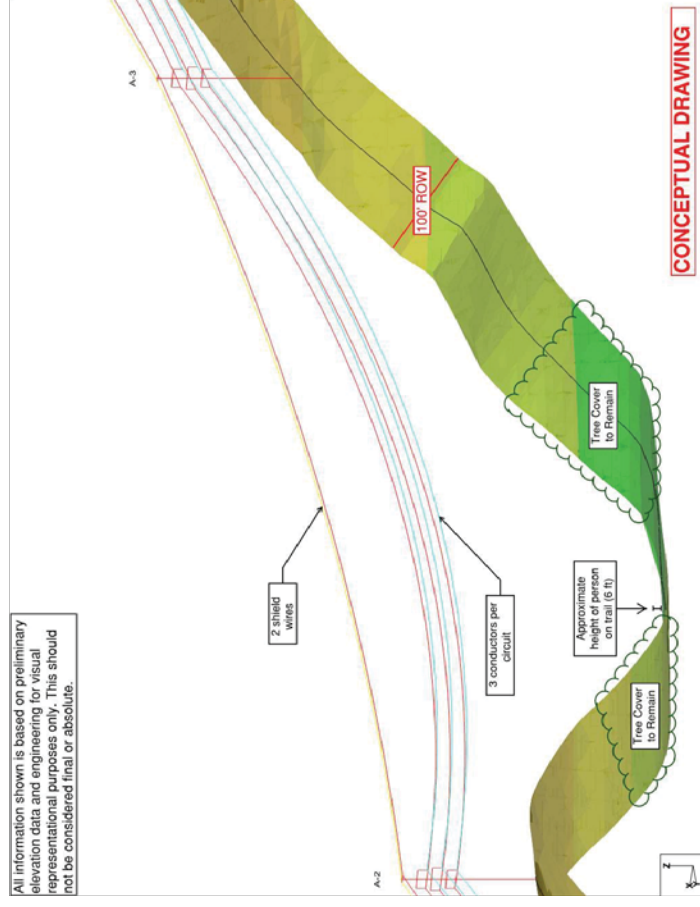 All information shown is based on preliminary
elevation data and engineering for visual
representational purposes only. This should
not be considered final or absolute.
A-3
2 shield
wires
100' ROW
3 conductors per
circuit
A-2
Tree Cover
to Remain
Approximate
height of person
on trail (6 ft)
Tree Cover
to Remain
CONCEPTUAL DRAWING
Z
X
Y